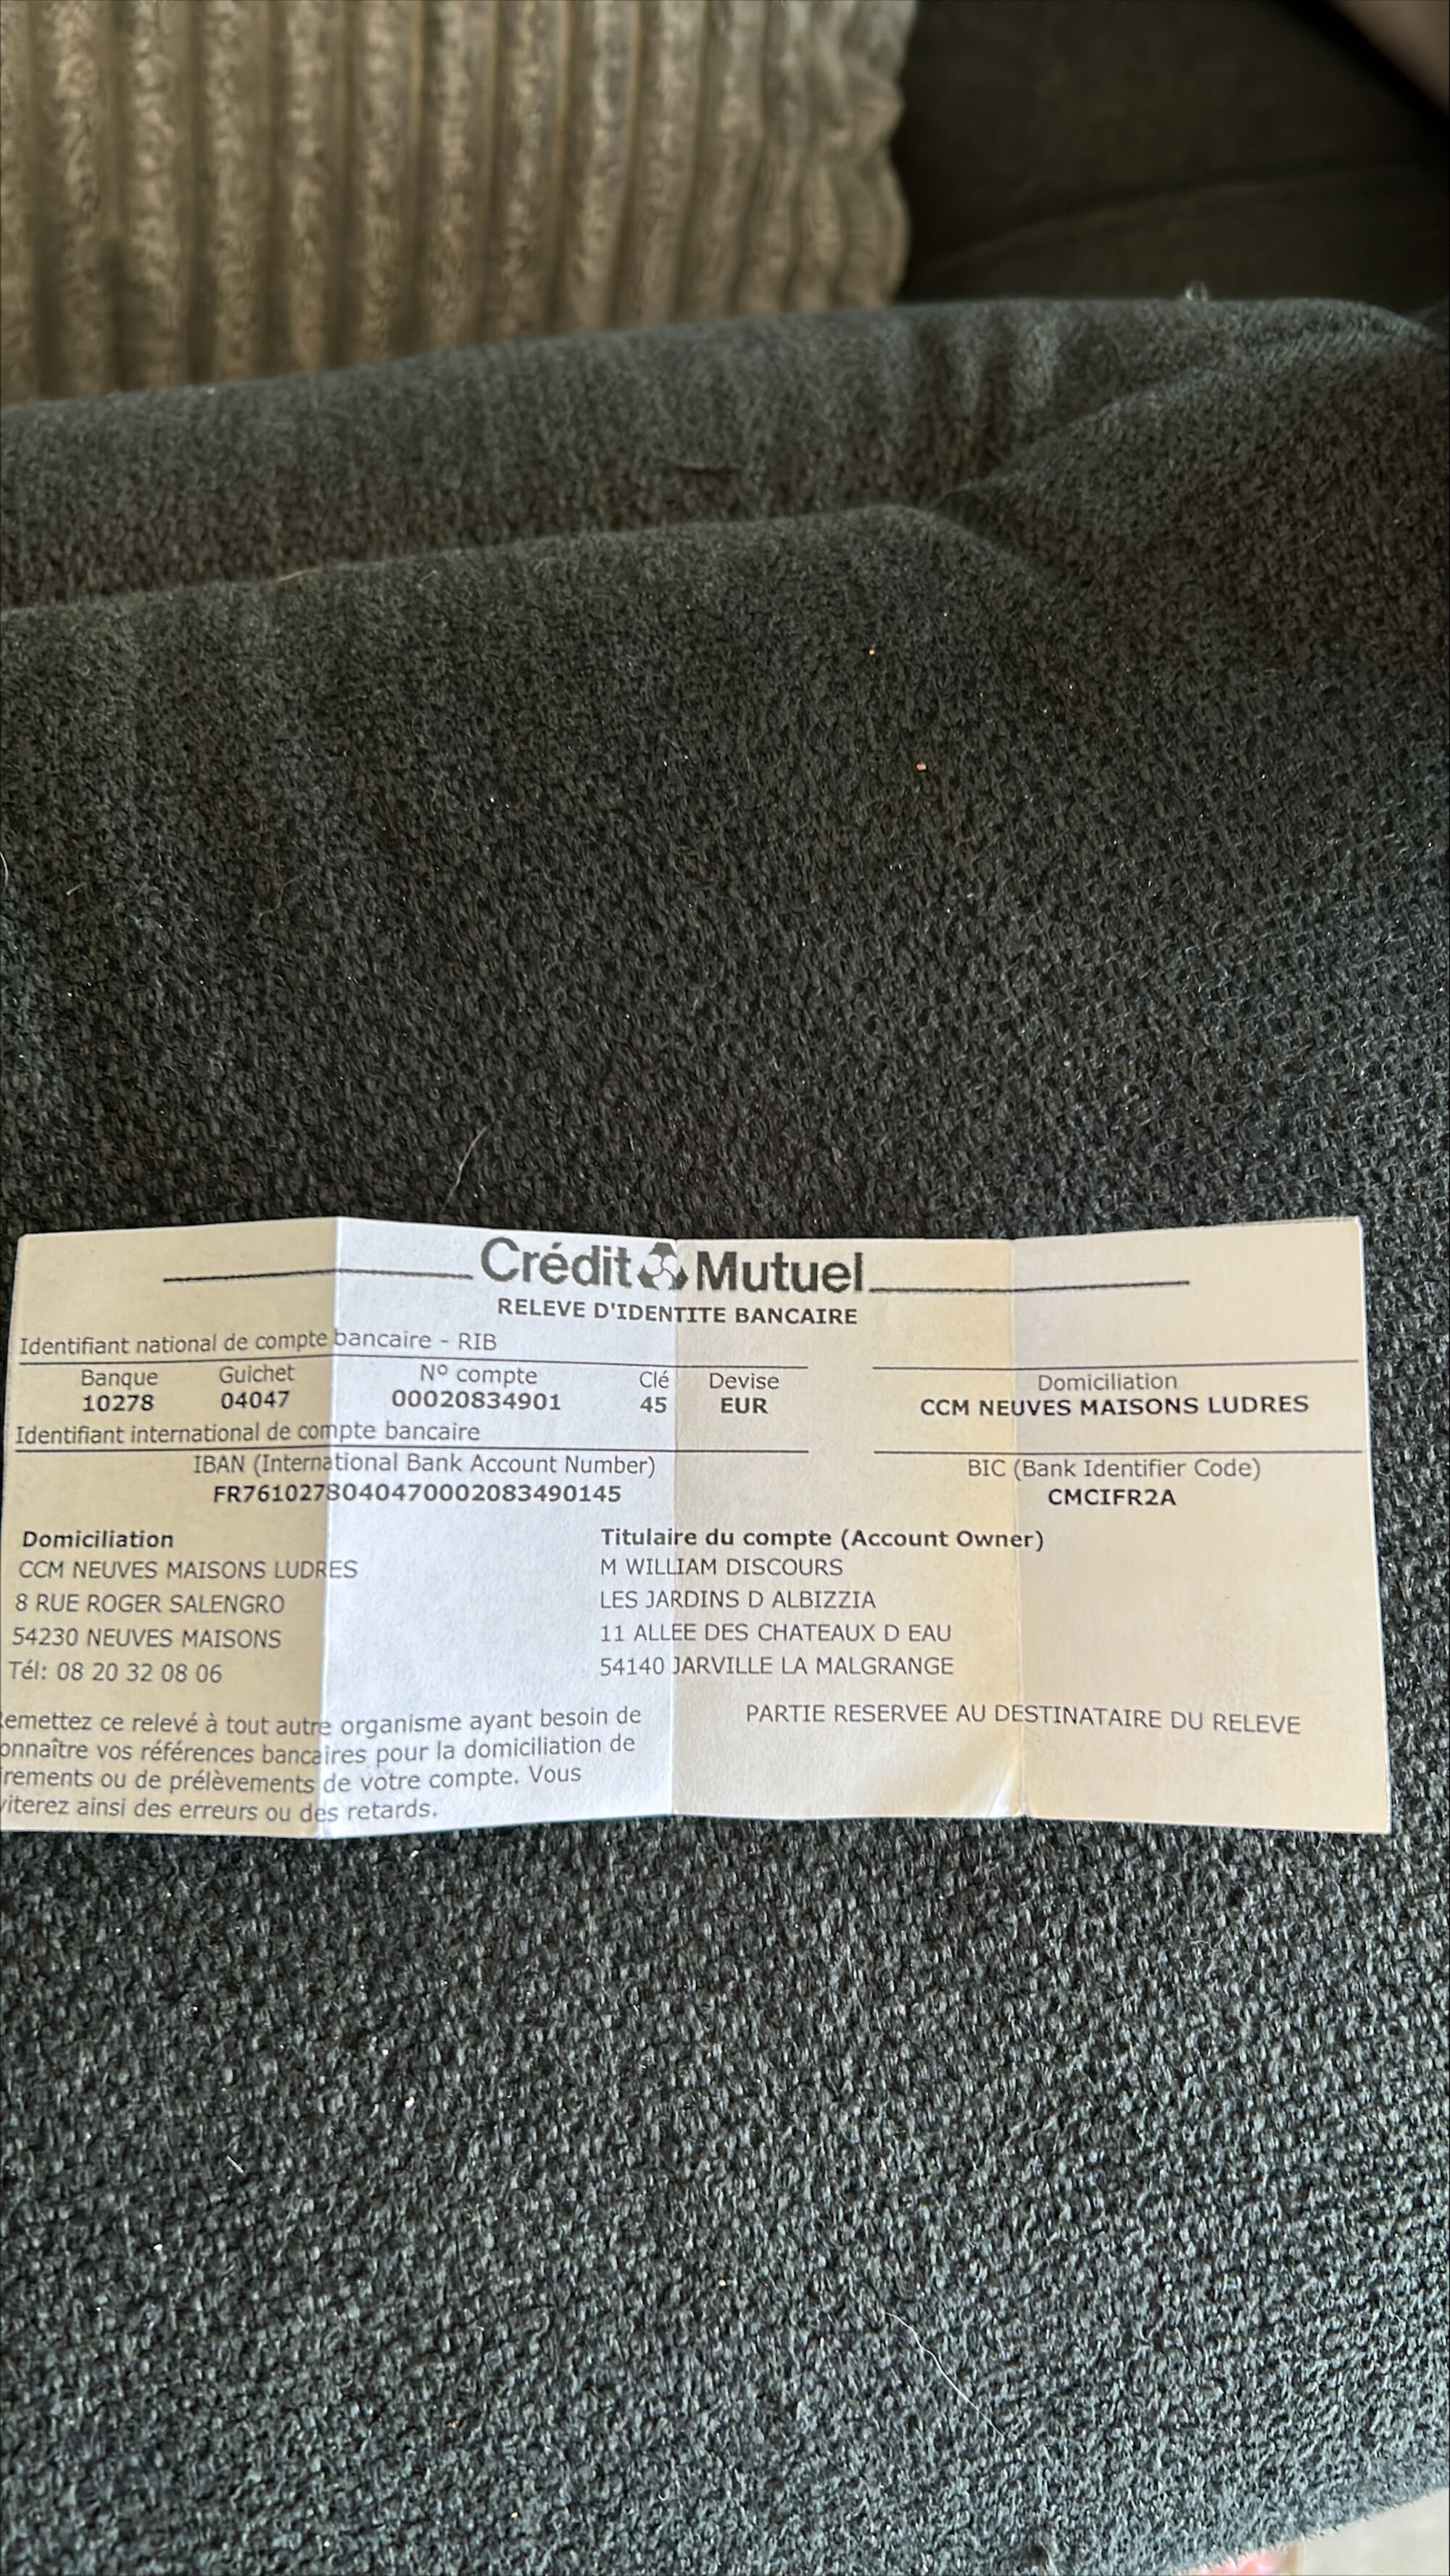 Crédit Mutuel
RELEVE D'IDENTITE BANCAIRE
Identifiant national de compte bancaire - RIB
Banque Guichet Nº compte Clé Devise Domiciliation
10278 04047 00020834901 45 EUR CCM NEUVES MAISONS LUDRES
Identifiant international de compte bancaire
IBAN (International Bank Account Number) BIC (Bank Identifier Code)
FR7610278040470002083490145 CMCIFR2A
Domiciliation
CCM NEUVES MAISONS LUDRES
8 RUE ROGER SALENGRO
54230 NEUVES MAISONS
Tél: 08 20 32 08 06
Titulaire du compte (Account Owner)
M WILLIAM DISCOURS
LES JARDINS D ALBIZZIA
11 ALLEE DES CHATEAUX D EAU
54140 JARVILLE LA MALGRANGE
emettez ce relevé à tout autre organisme ayant besoin de
onnaître vos références bancaires pour la domiciliation de
irements ou de prélèvements de votre compte. Vous
viterez ainsi des erreurs ou des retards.
PARTIE RESERVEE AU DESTINATAIRE DU RELEVE